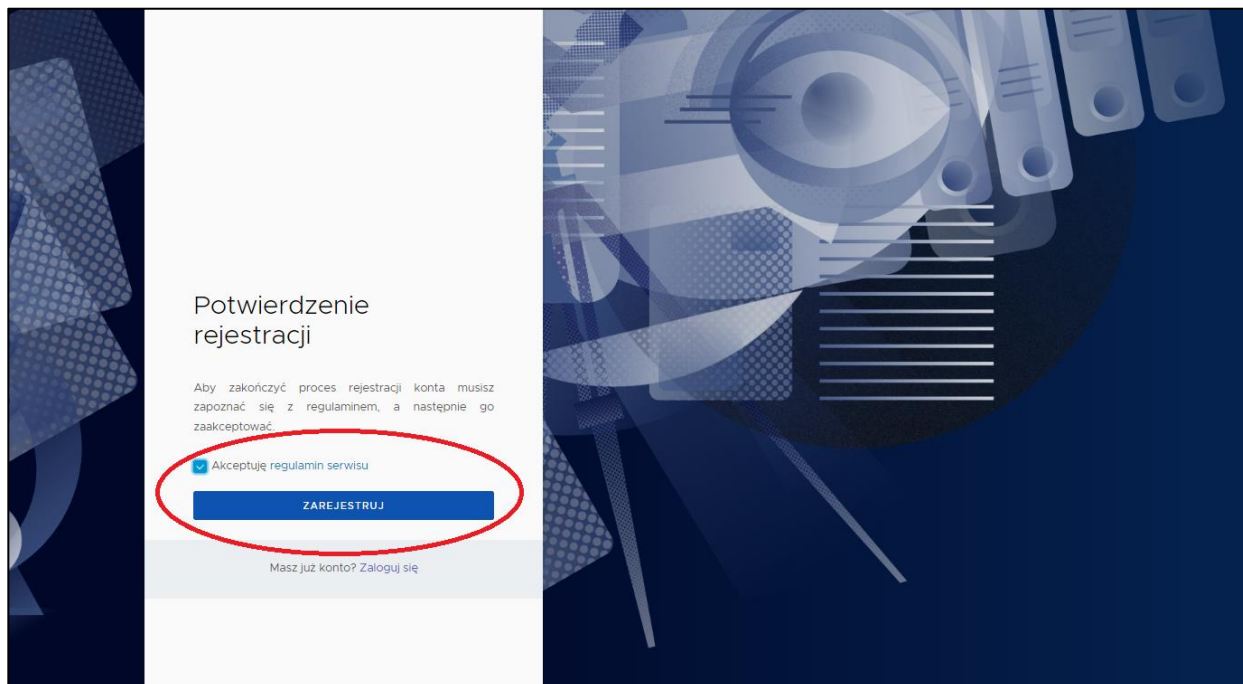 Potwierdzenie
rejestracji
Aby zakończyć proces rejestracji konta musisz
zapoznać się z regulaminem, a następnie go
zaakceptować.
Akceptuję regulamin serwisu
ZAREJESTRUJ
Masz już konto? Zaloguj się